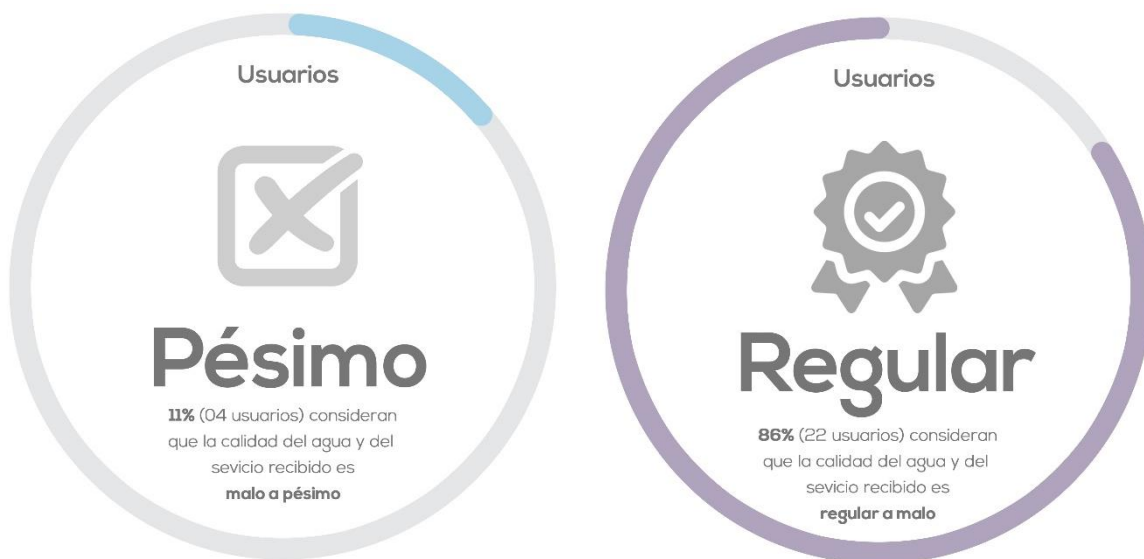 Usuarios
Pésimo
11% (04 usuarios) consideran
que la calidad del agua y del
sevicio recibido es
malo a pésimo
Usuarios
Regular
86% (22 usuarios) consideran
que la calidad del agua y del
sevicio recibido es
regular a malo